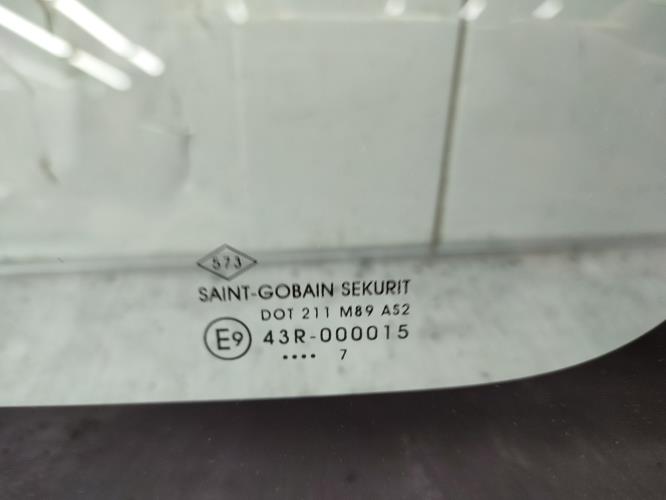 573
SAINT-GOBAIN SEKURIT
DOT 211 M89 AS2
E9 43R-000015
•••• 7